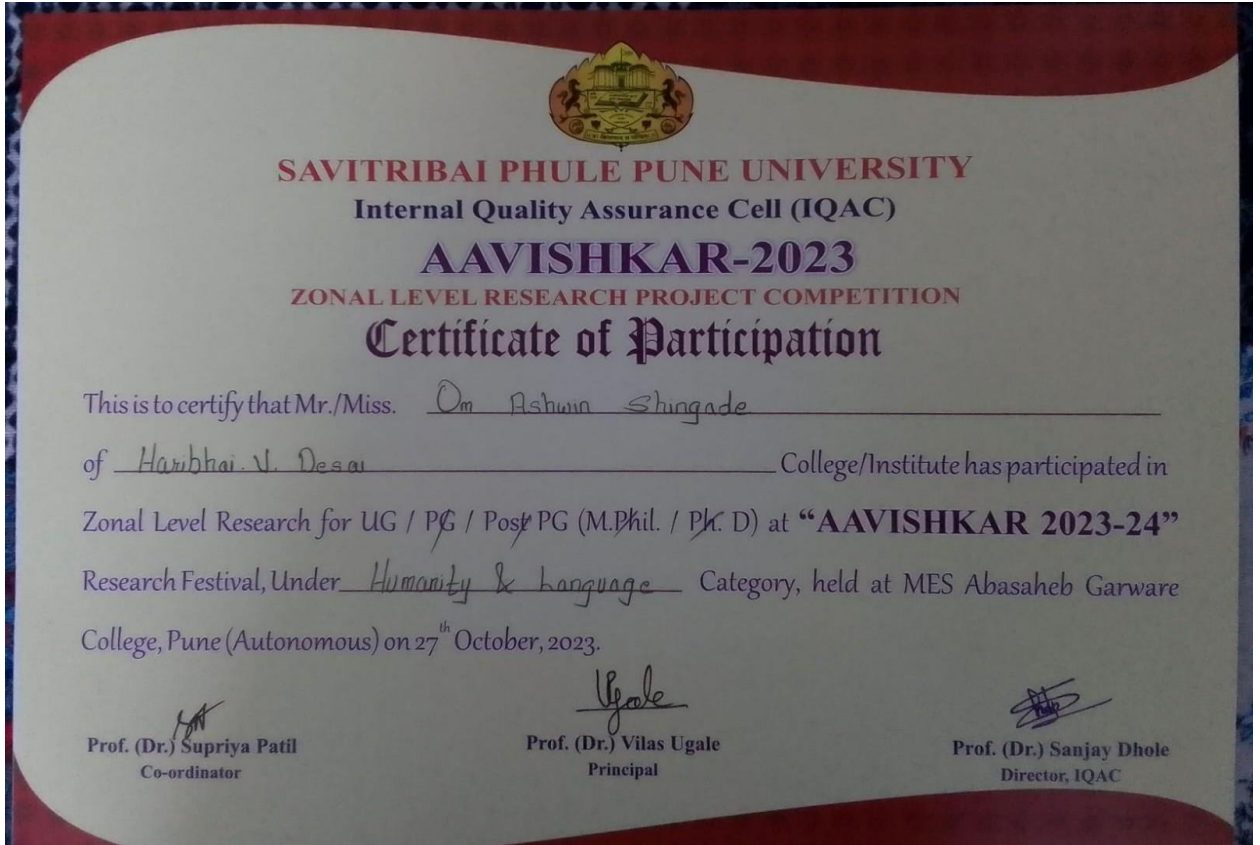 SAVITRIBAI PHULE PUNE UNIVERSITY
Internal Quality Assurance Cell (IQAC)
AAVISHKAR-2023
ZONAL LEVEL RESEARCH PROJECT COMPETITION
Certificate of Participation
This is to certify that Mr./Miss. Om Ashwin Shingade
of Haribhai. V. Desai College/Institute has participated in
Zonal Level Research for UG / PG / Post PG (M.Phil. / Ph. D) at “AAVISHKAR 2023-24”
Research Festival, Under Humanity & Language Category, held at MES Abasaheb Garware
College, Pune (Autonomous) on 27th October, 2023.
Ugale
Prof. (Dr.) Supriya Patil Prof. (Dr.) Vilas Ugale Prof. (Dr.) Sanjay Dhole
Co-ordinator Principal Director, IQAC